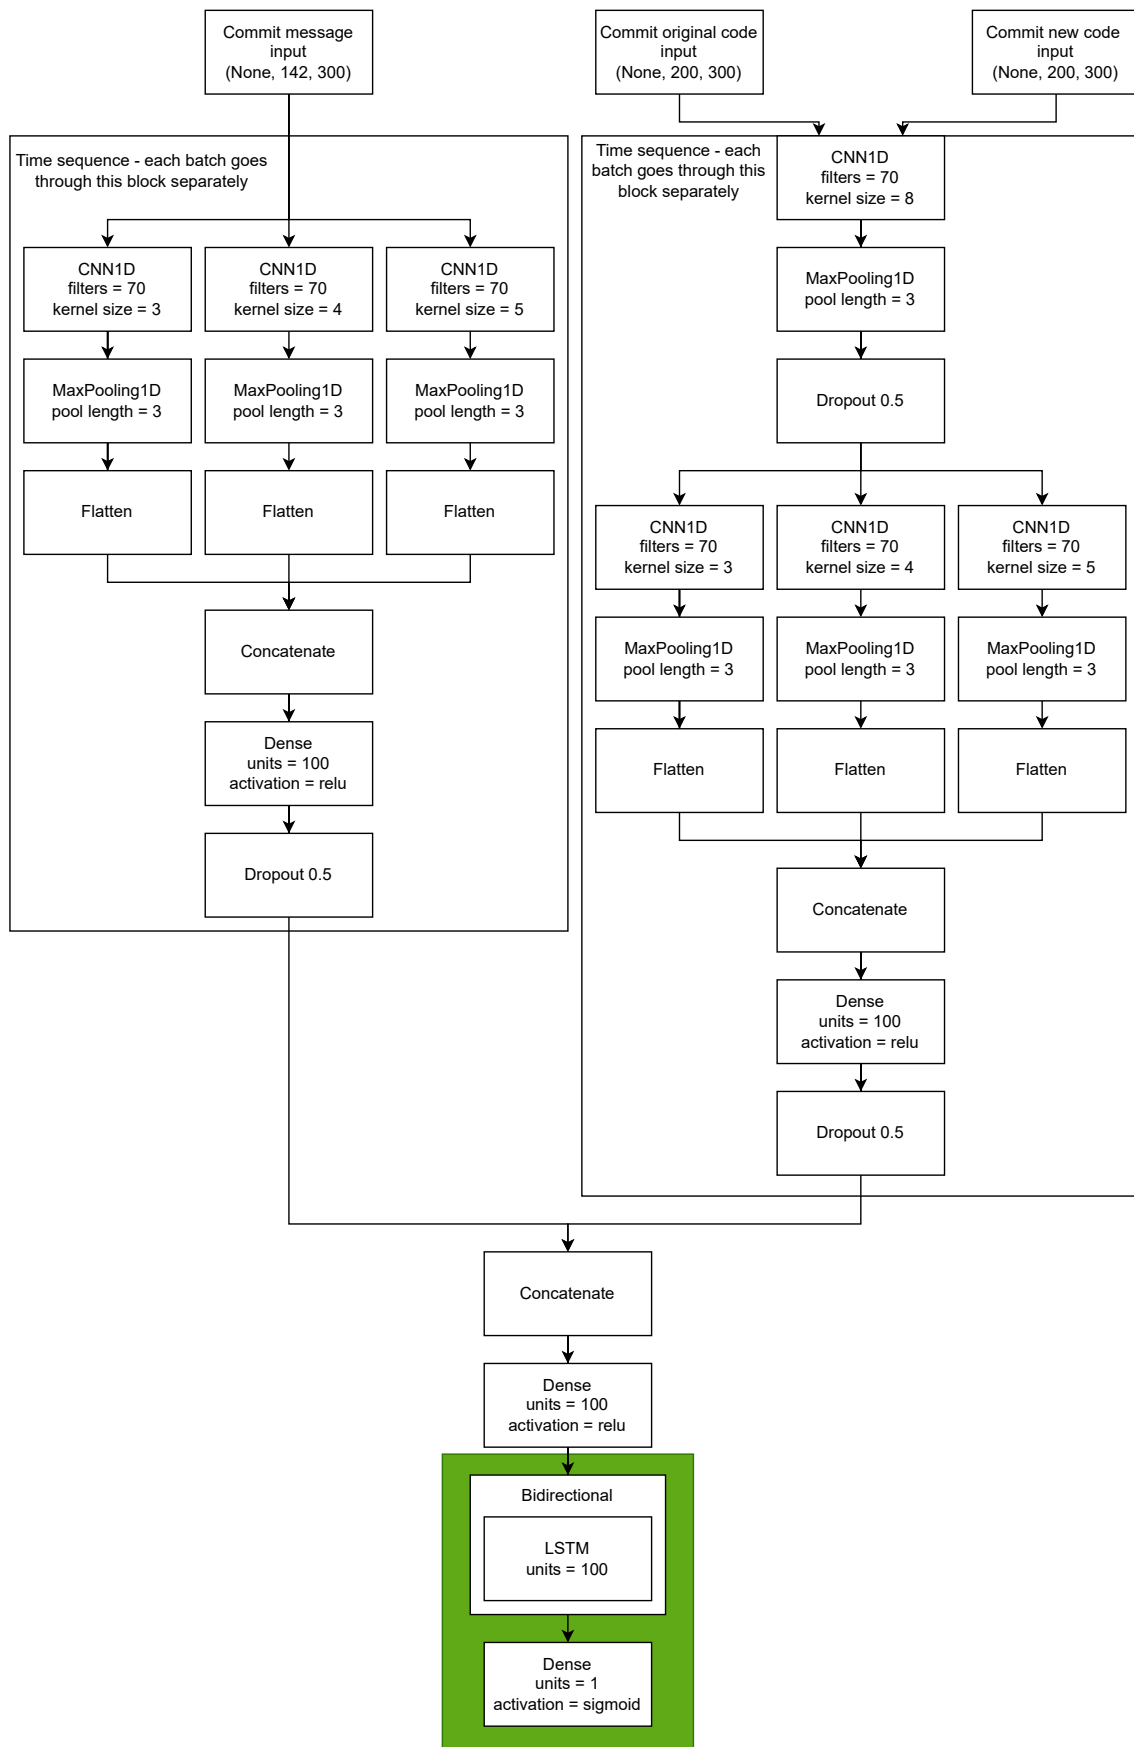 Commit message
input
(None, 142, 300)
Commit original code
input
(None, 200, 300)
Commit new code
input
(None, 200, 300)
Time sequence - each batch goes
through this block separately
CNN1D
filters = 70
kernel size = 3
CNN1D
filters = 70
kernel size = 4
CNN1D
filters = 70
kernel size = 5
MaxPooling1D
pool length = 3
MaxPooling1D
pool length = 3
MaxPooling1D
pool length = 3
Flatten
Flatten
Flatten
Concatenate
Dense
units = 100
activation = relu
Dropout 0.5
Time sequence - each
batch goes through this
block separately
CNN1D
filters = 70
kernel size = 8
MaxPooling1D
pool length = 3
Dropout 0.5
CNN1D
filters = 70
kernel size = 3
CNN1D
filters = 70
kernel size = 4
CNN1D
filters = 70
kernel size = 5
MaxPooling1D
pool length = 3
MaxPooling1D
pool length = 3
MaxPooling1D
pool length = 3
Flatten
Flatten
Flatten
Concatenate
Dense
units = 100
activation = relu
Dropout 0.5
Concatenate
Dense
units = 100
activation = relu
Bidirectional
LSTM
units = 100
Dense
units = 1
activation = sigmoid